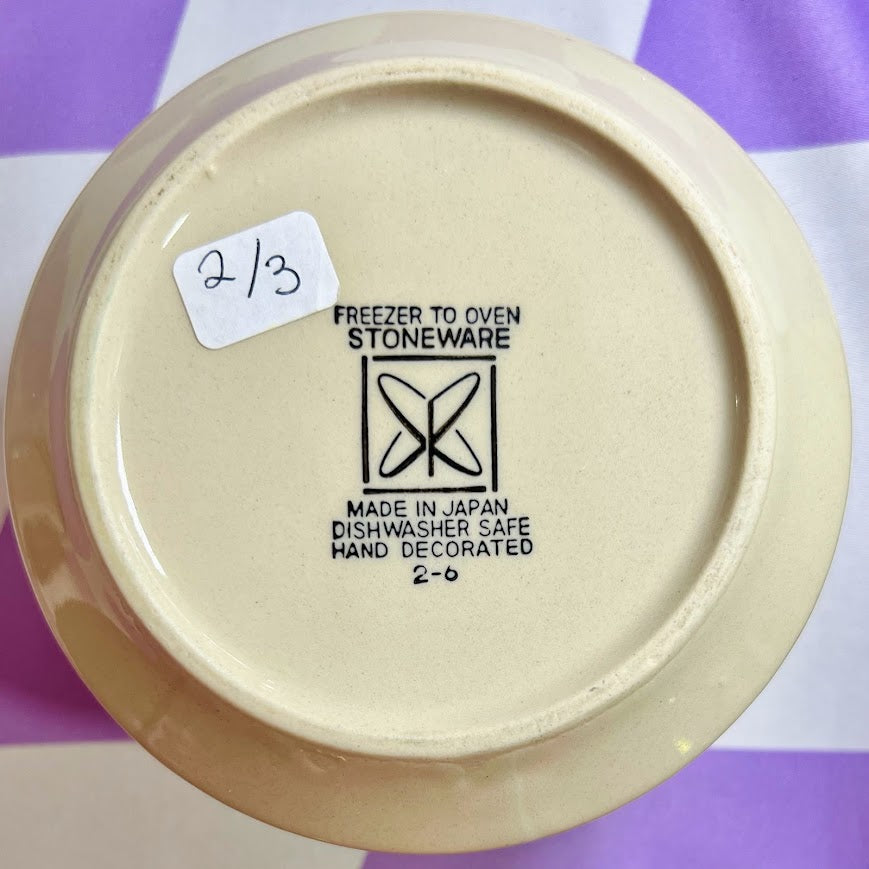 2/3
FREEZER TO OVEN
STONEWARE
MADE IN JAPAN
DISHWASHER SAFE
HAND DECORATED
2-6